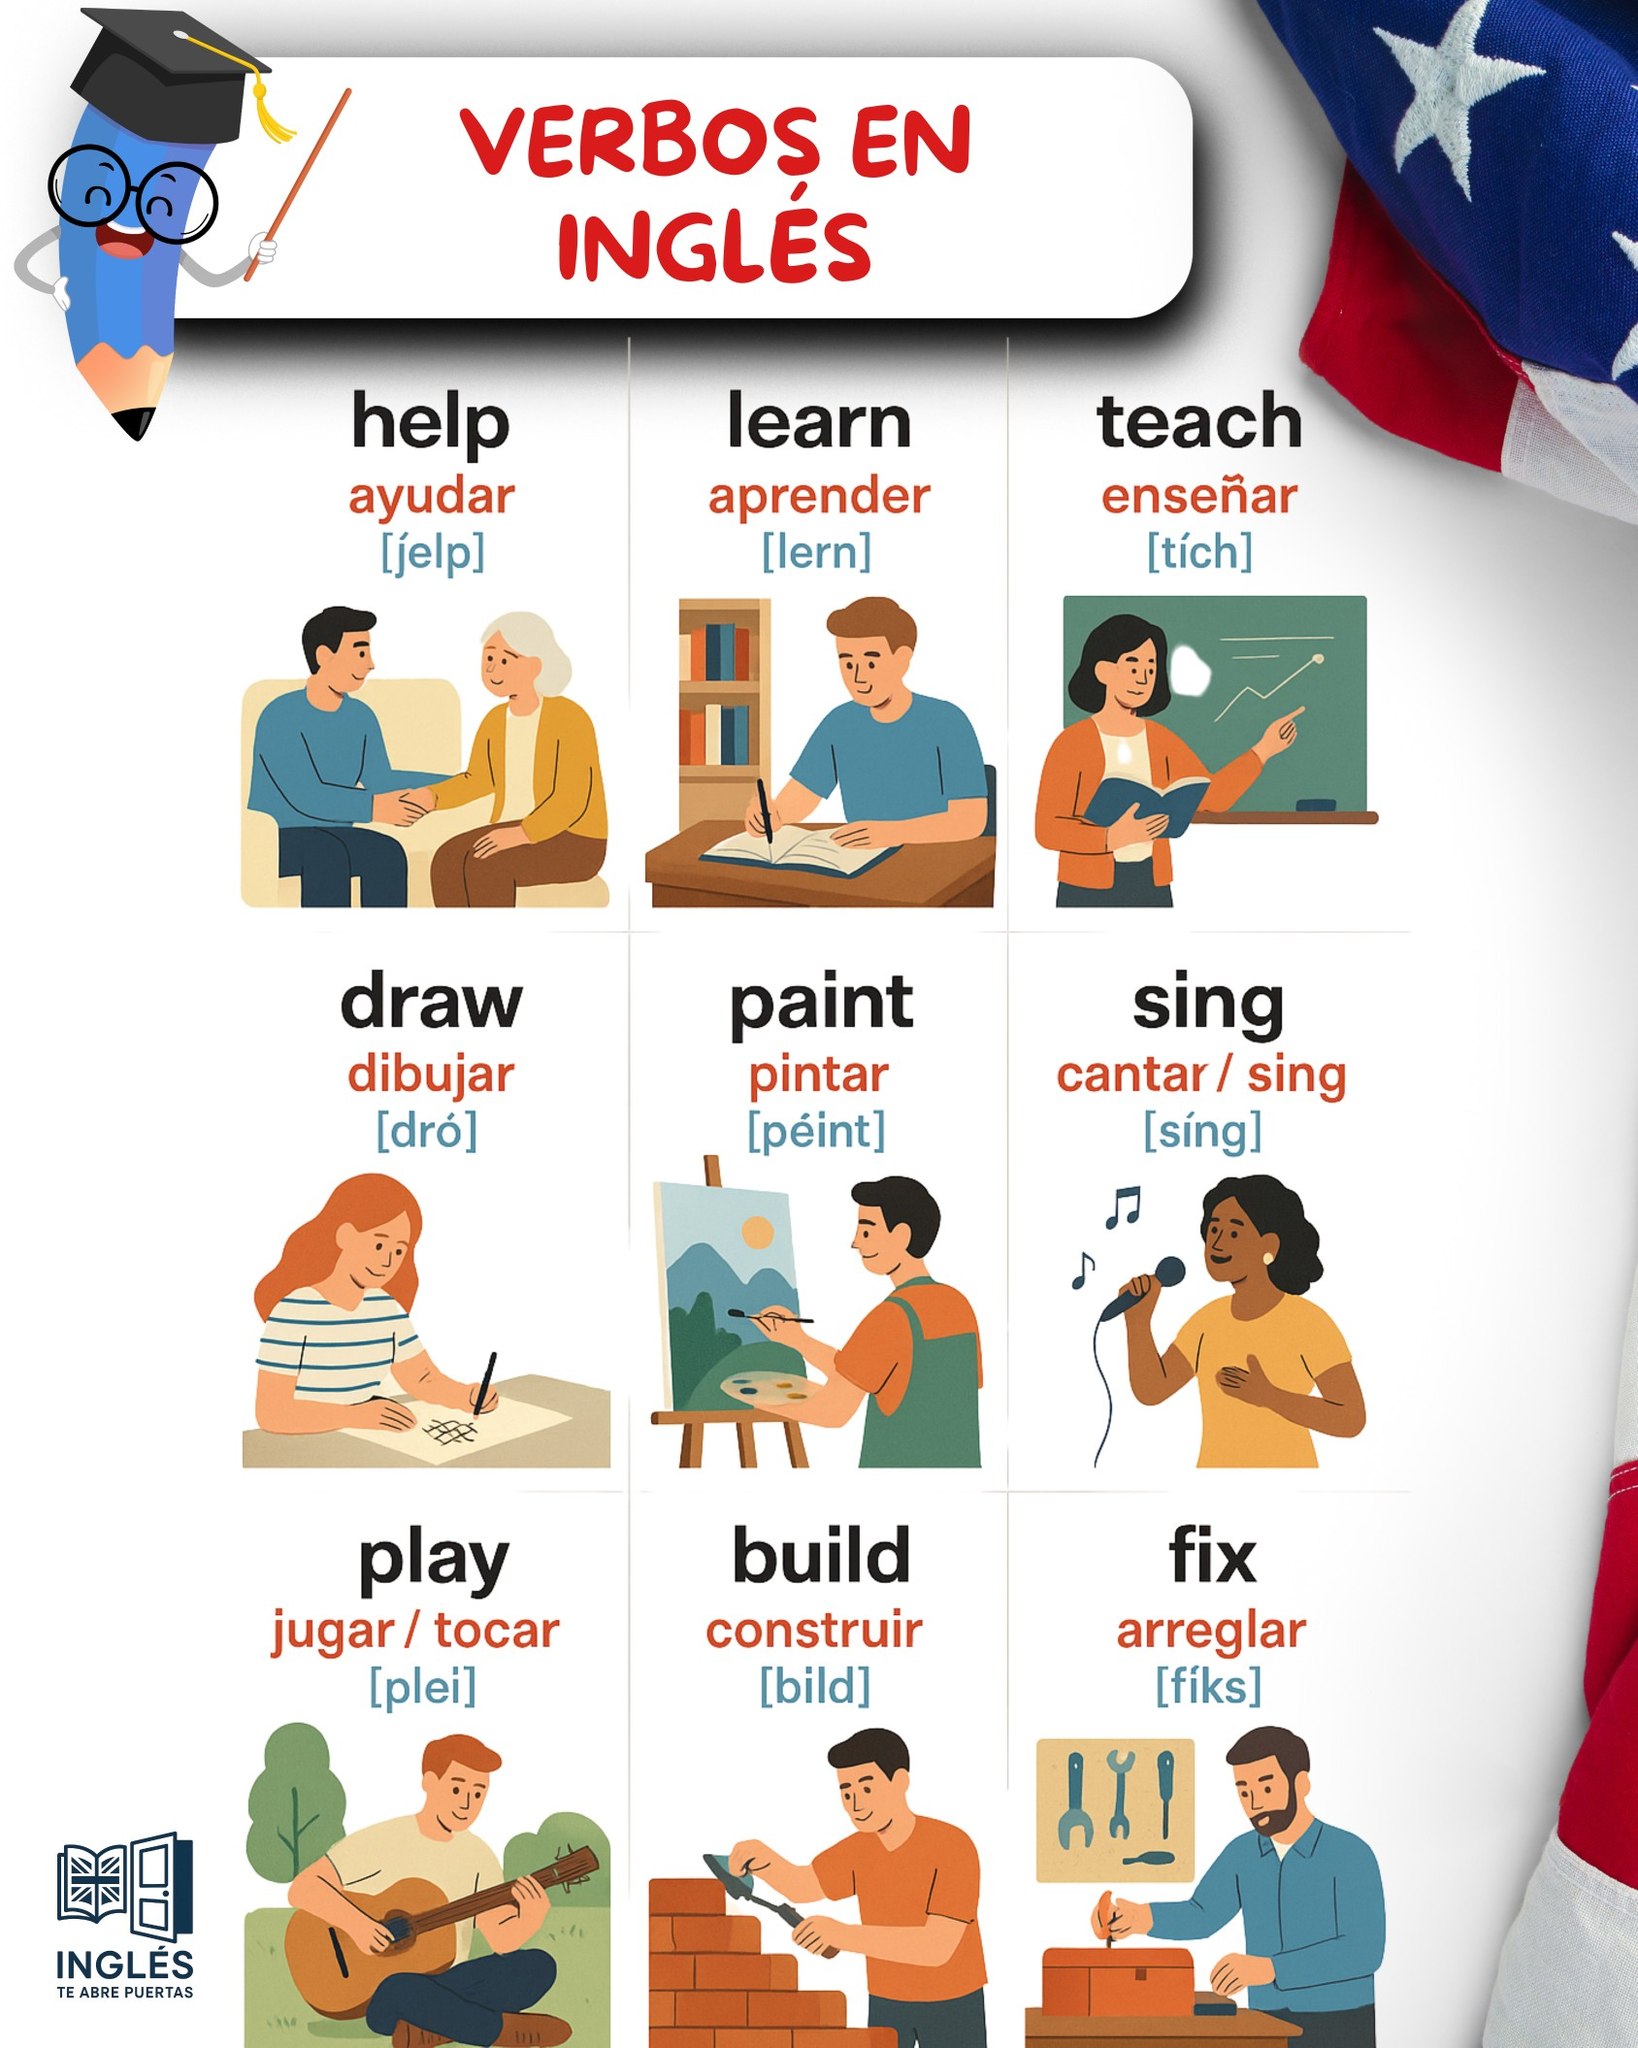 VERBOS EN
INGLÉS
help
ayudar
[j́elp]
learn
aprender
[lern]
teach
enseñar
[tích]
draw
dibujar
[dró]
paint
pintar
[péint]
sing
cantar / sing
[síng]
play
jugar / tocar
[plei]
build
construir
[bild]
fix
arreglar
[fíks]
INGLÉS
TE ABRE PUERTAS